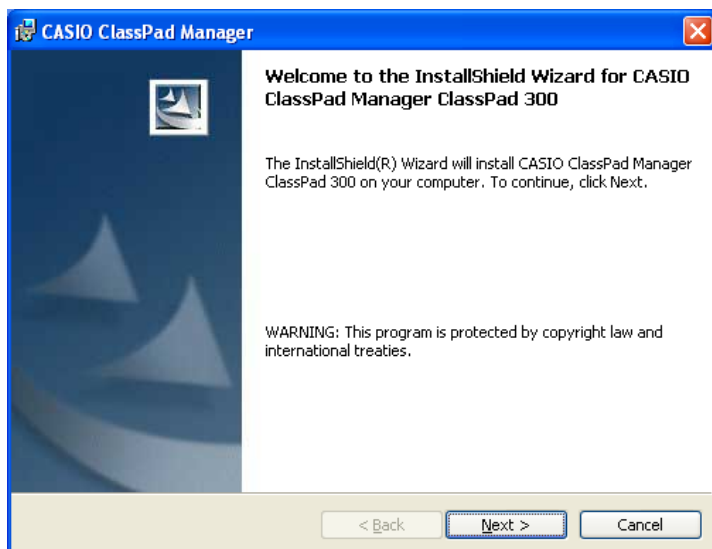 CASIO ClassPad Manager
Welcome to the InstallShield Wizard for CASIO
ClassPad Manager ClassPad 300
The InstallShield(R) Wizard will install CASIO ClassPad Manager
ClassPad 300 on your computer. To continue, click Next.
WARNING: This program is protected by copyright law and
international treaties.
< Back Next > Cancel